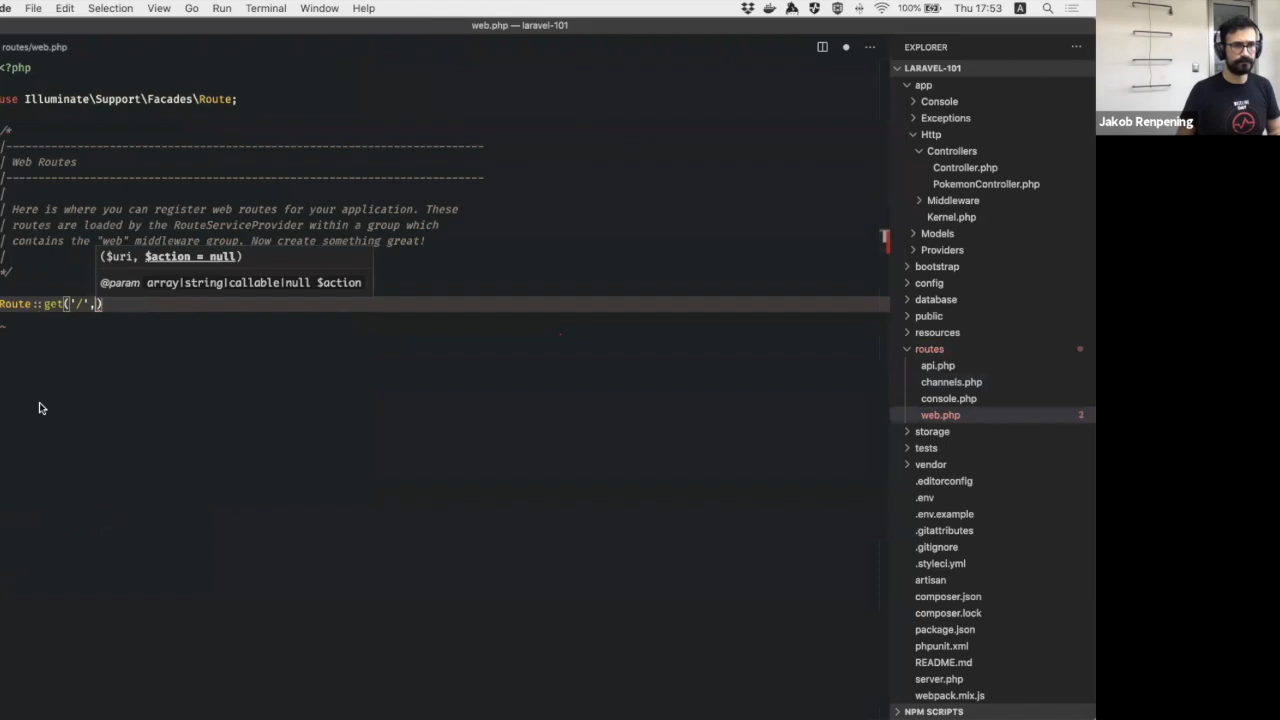 de File Edit Selection View Go Run Terminal Window Help 100% Thu 17:53 A
web.php — laravel-101
routes/web.php
<?php
use Illuminate\Support\Facades\Route;
/*
|--------------------------------------------------------------------------
| Web Routes
|--------------------------------------------------------------------------
|
| Here is where you can register web routes for your application. These
| routes are loaded by the RouteServiceProvider within a group which
| contains the "web" middleware group. Now create something great!
|
*/
($uri, $action = null)
@param array|string|callable|null $action
Route::get('/',)
~
EXPLORER
LARAVEL-101
app
Console
Exceptions
Http
Controllers
Controller.php
PokemonController.php
Middleware
Kernel.php
Models
Providers
bootstrap
config
database
public
resources
routes
api.php
channels.php
console.php
web.php 2
storage
tests
vendor
.editorconfig
.env
.env.example
.gitattributes
.gitignore
.styleci.yml
artisan
composer.json
composer.lock
package.json
phpunit.xml
README.md
server.php
webpack.mix.js
NPM SCRIPTS
Jakob Renpening